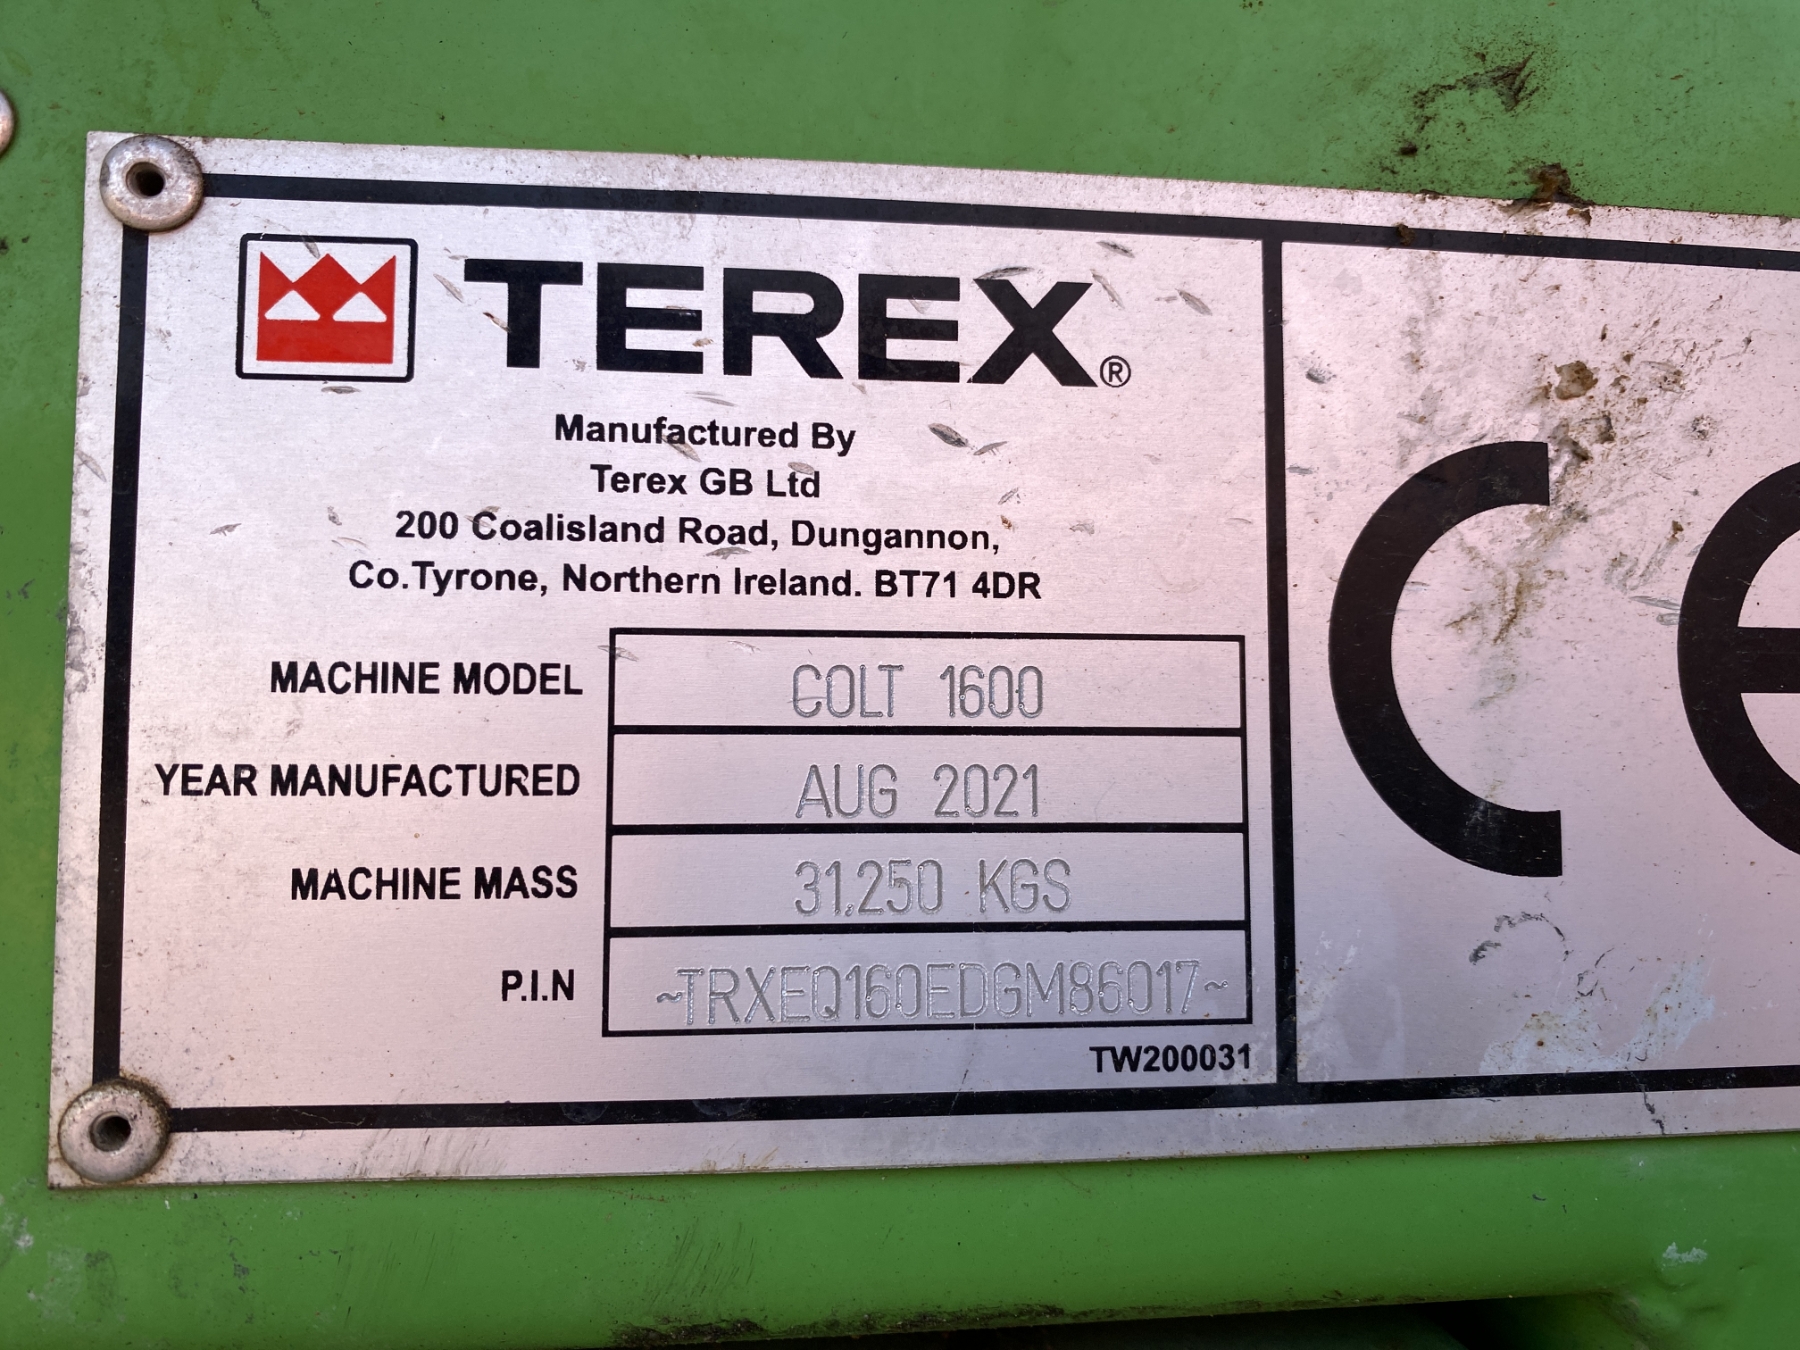 TEREX®
Manufactured By
Terex GB Ltd
200 Coalisland Road, Dungannon,
Co.Tyrone, Northern Ireland. BT71 4DR
MACHINE MODEL COLT 1600
YEAR MANUFACTURED AUG 2021
MACHINE MASS 31.250 KGS
P.I.N ~TRXEQ160EDGM86017~
TW200031
CE